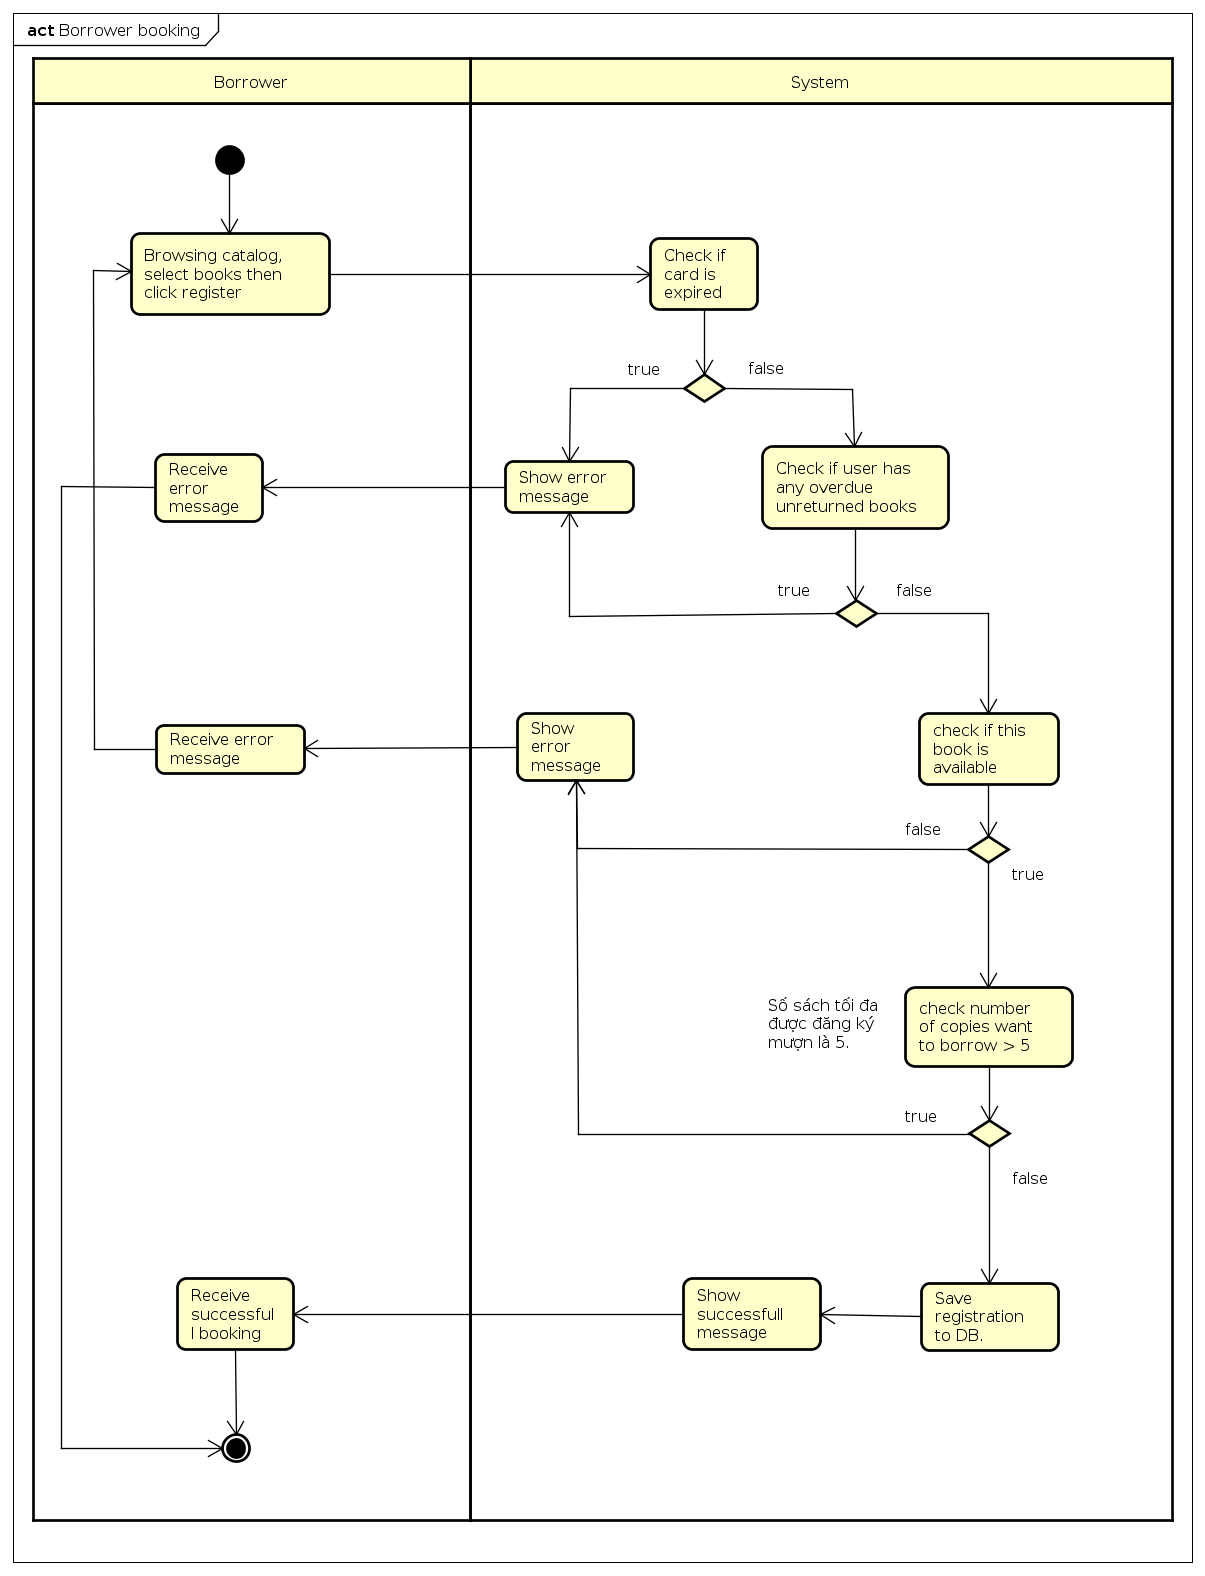 act Borrower booking
Borrower
System
Browsing catalog,
select books then
click register
Check if
card is
expired
true
false
Receive
error
message
Show error
message
Check if user has
any overdue
unreturned books
true
false
Receive error
message
Show
error
message
check if this
book is
available
false
true
Số sách tối đa
được đăng ký
mượn là 5.
check number
of copies want
to borrow > 5
true
false
Receive
successful
l booking
Show
successfull
message
Save
registration
to DB.